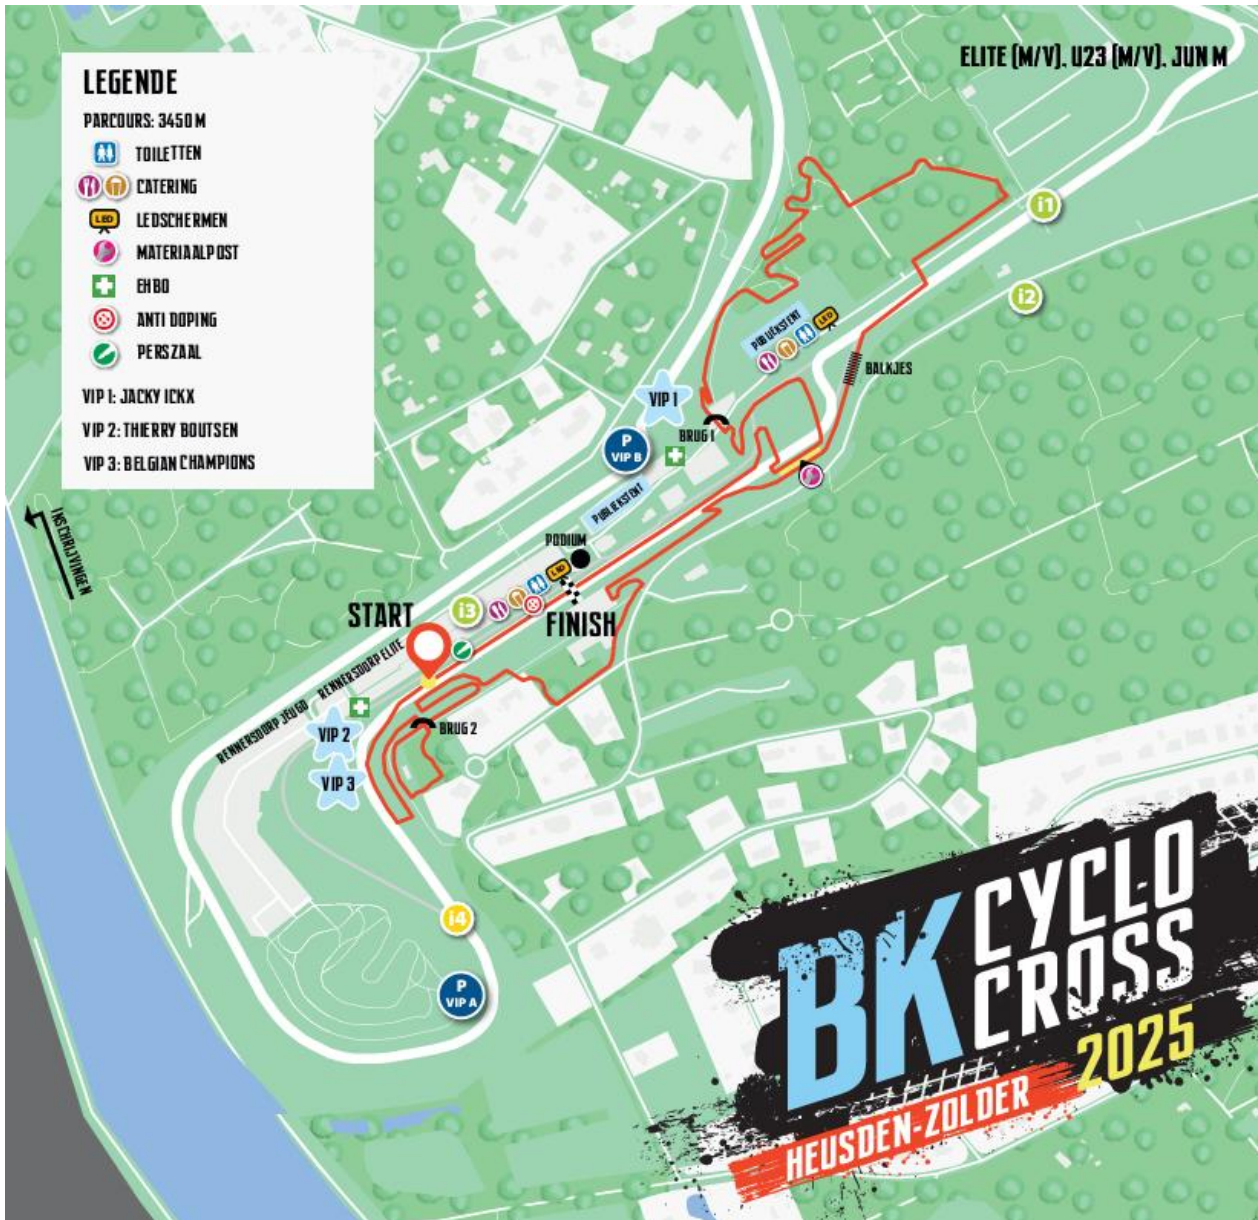 ELITE (M/V), U23 (M/V), JUN M
LEGENDE
PARCOURS: 3450 M
TOILETTEN
CATERING
LED
LEDSCHERMEN
MATERIAALPOST
EHBO
ANTI DOPING
PERSZAAL
VIP 1: JACKY ICKX
VIP 2: THIERRY BOUTSEN
VIP 3: BELGIAN CHAMPIONS
i1
i2
PUBLIEKSTENT
LED
BALKJES
VIP 1
BRUG 1
P
VIP B
PUBLIEKSTENT
INSCHRIJVINGEN
PODIUM
LED
i3
START
FINISH
RENNERSDORP ELITE
RENNERSDORP JEUGD
VIP 2
BRUG 2
VIP 3
i4
P
VIP A
BK
CYCLO
CROSS
2025
HEUSDEN-ZOLDER